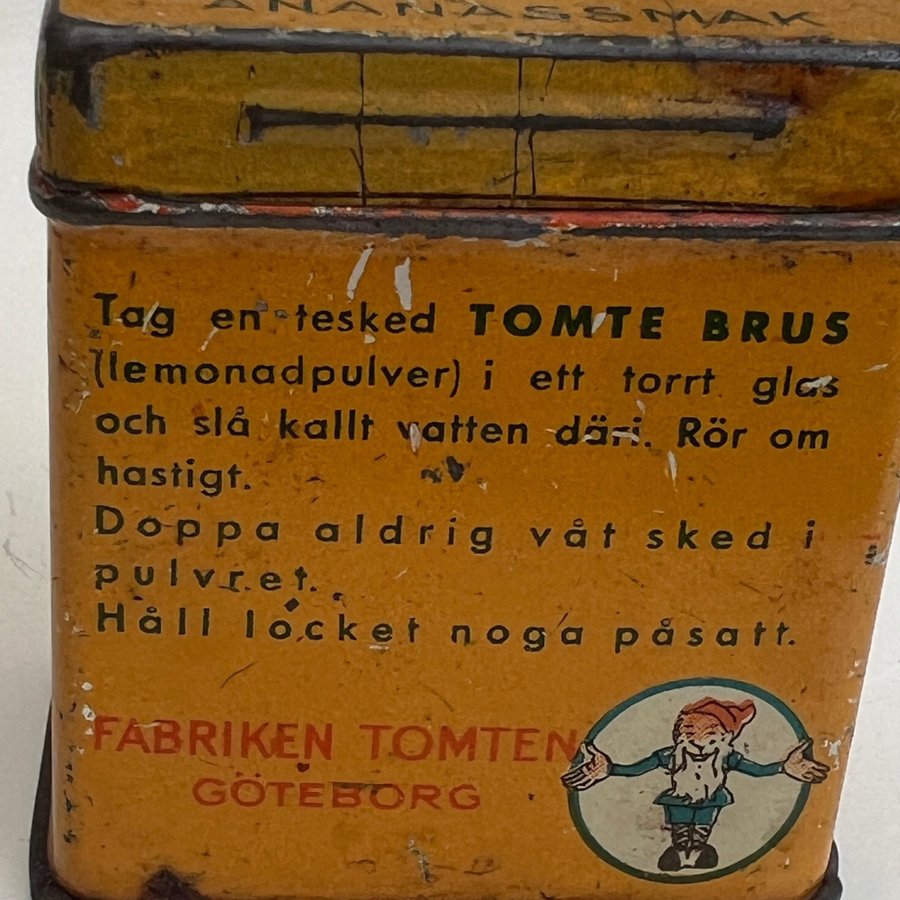 ANANASSMAK
Tag en tesked TOMTE BRUS
(lemonadpulver) i ett torrt glas
och slå kallt vatten däri. Rör om
hastigt.
Doppa aldrig våt sked i
pulvret.
Håll locket noga påsatt.
FABRIKEN TOMTEN
GÖTEBORG